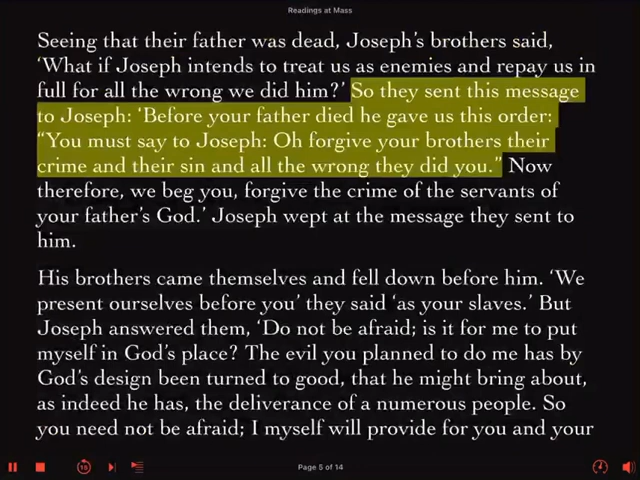 Readings at Mass
Seeing that their father was dead, Joseph's brothers said,
'What if Joseph intends to treat us as enemies and repay us in
full for all the wrong we did him?' So they sent this message
to Joseph: 'Before your father died he gave us this order:
"You must say to Joseph: Oh forgive your brothers their
crime and their sin and all the wrong they did you." Now
therefore, we beg you, forgive the crime of the servants of
your father's God.' Joseph wept at the message they sent to
him.
His brothers came themselves and fell down before him. 'We
present ourselves before you' they said 'as your slaves.' But
Joseph answered them, 'Do not be afraid; is it for me to put
myself in God's place? The evil you planned to do me has by
God's design been turned to good, that he might bring about,
as indeed he has, the deliverance of a numerous people. So
you need not be afraid; I myself will provide for you and your
15
Page 5 of 14